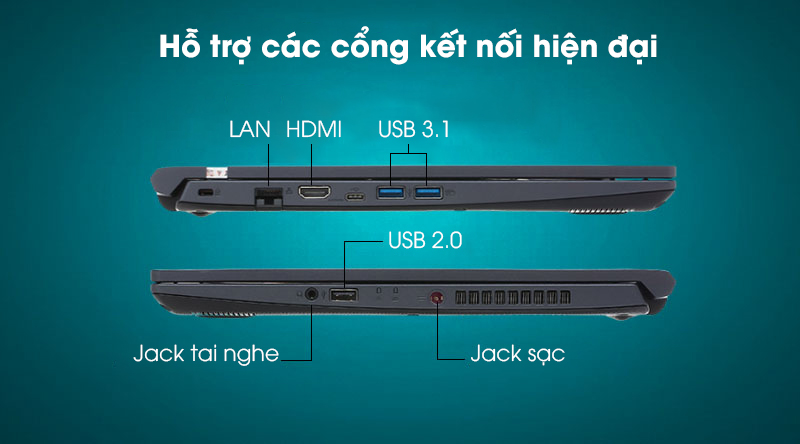 Hỗ trợ các cổng kết nối hiện đại
LAN HDMI USB 3.1
USB 2.0
Jack tai nghe
Jack sạc